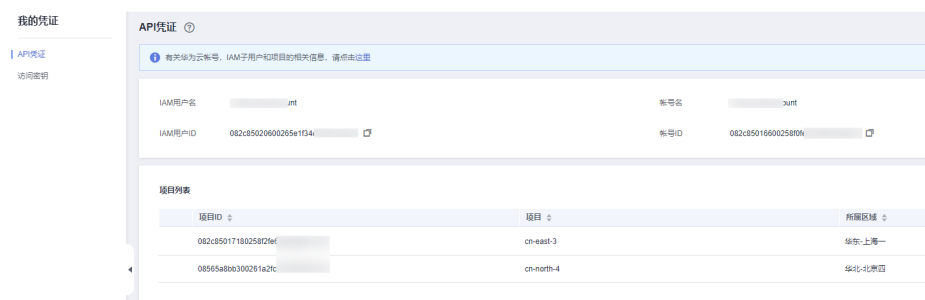 我的凭证
API凭证
访问密钥
API凭证
有关华为云帐号、IAM子用户和项目的相关信息，请点击这里
IAM用户名 unt 帐号名 ount
IAM用户ID 082c85020600265e1f34 帐号ID 082c85016600258f0fe
项目列表
项目ID 项目 所属区域
082c85017180258f2fe6 cn-east-3 华东-上海一
08565a8bb300261a2fc cn-north-4 华北-北京四